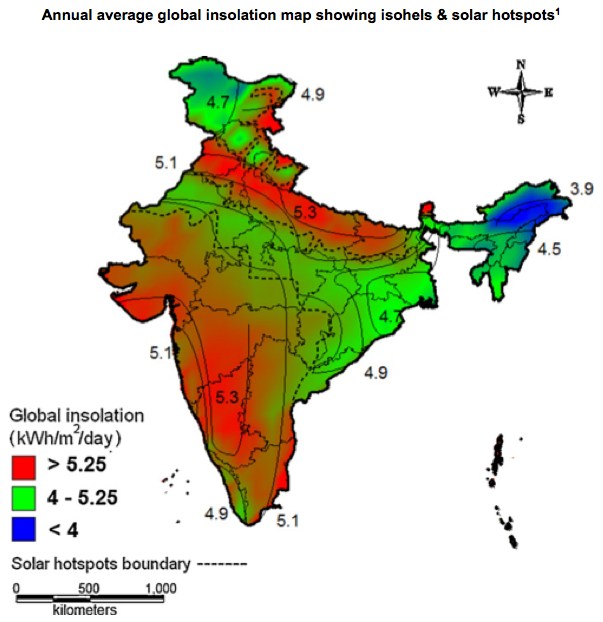 Annual average global insolation map showing isohels & solar hotspots1
N
W E
S
4.9
4.7
5.1
3.9
5.3
4.5
4.7
5.1
4.9
5.3
4.9
5.1
Global insolation
(kWh/m2/day)
> 5.25
4 - 5.25
< 4
Solar hotspots boundary -------
0 500 1,000
kilometers